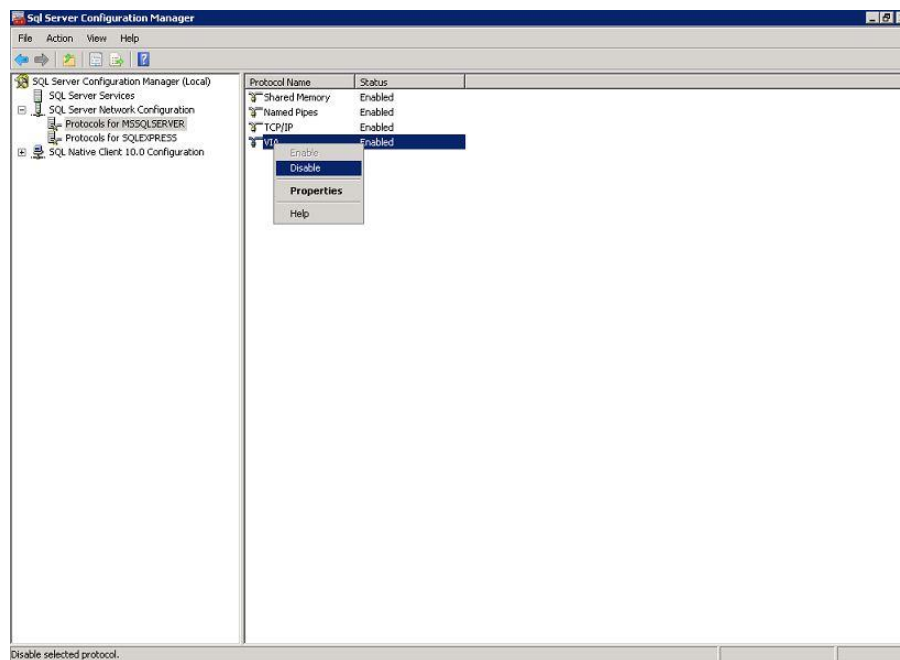 Sql Server Configuration Manager
File Action View Help
SQL Server Configuration Manager (Local)
SQL Server Services
SQL Server Network Configuration
Protocols for MSSQLSERVER
Protocols for SQLEXPRESS
SQL Native Client 10.0 Configuration
Protocol Name Status
Shared Memory Enabled
Named Pipes Enabled
TCP/IP Enabled
VIA Enabled
Enable
Disable
Properties
Help
Disable selected protocol.